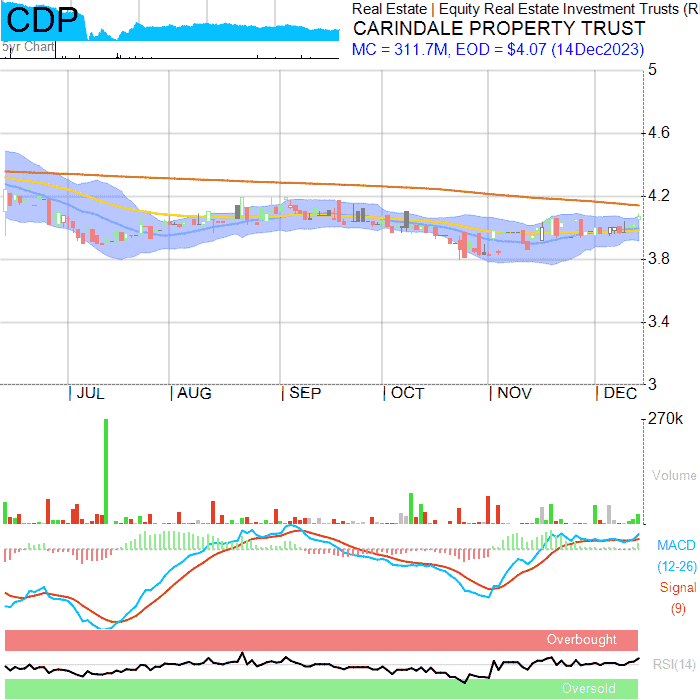 CDP
5yr Chart
Real Estate | Equity Real Estate Investment Trusts (R
CARINDALE PROPERTY TRUST
MC = 311.7M, EOD = $4.07 (14Dec2023)
5
4.6
4.2
3.8
3.4
3
| JUL | AUG | SEP | OCT | NOV | DEC
270k
Volume
MACD
(12-26)
Signal
(9)
Overbought
RSI(14)
Oversold